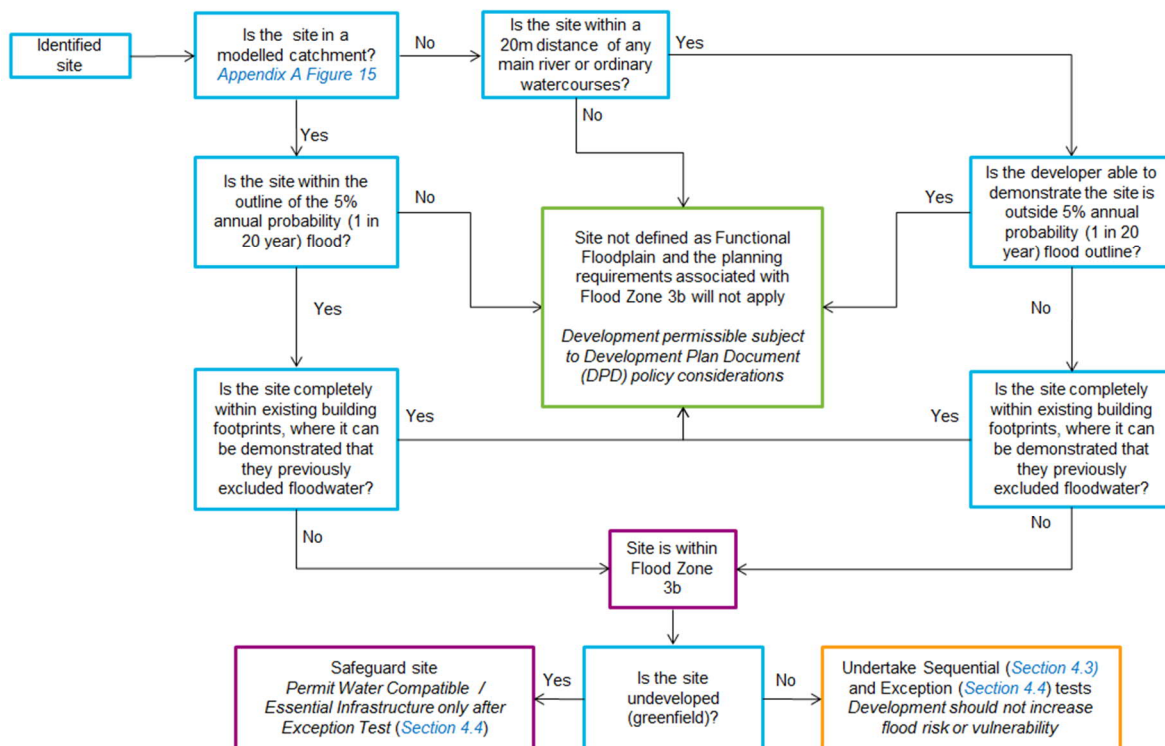 Identified
site
Is the site in a
modelled catchment?
Appendix A Figure 15
No
Is the site within a
20m distance of any
main river or ordinary
watercourses?
Yes
Yes
No
Is the site within the
outline of the 5%
annual probability (1 in
20 year) flood?
No
Site not defined as Functional
Floodplain and the planning
requirements associated with
Flood Zone 3b will not apply
Development permissible subject
to Development Plan Document
(DPD) policy considerations
Yes
Is the developer able to
demonstrate the site is
outside 5% annual
probability (1 in 20
year) flood outline?
Yes
No
Is the site completely
within existing building
footprints, where it can
be demonstrated that
they previously
excluded floodwater?
Yes
Yes
Is the site completely
within existing building
footprints, where it can
be demonstrated that
they previously
excluded floodwater?
No
No
Site is within
Flood Zone
3b
Safeguard site
Permit Water Compatible /
Essential Infrastructure only after
Exception Test (Section 4.4)
Yes
Is the site
undeveloped
(greenfield)?
No
Undertake Sequential (Section 4.3)
and Exception (Section 4.4) tests
Development should not increase
flood risk or vulnerability